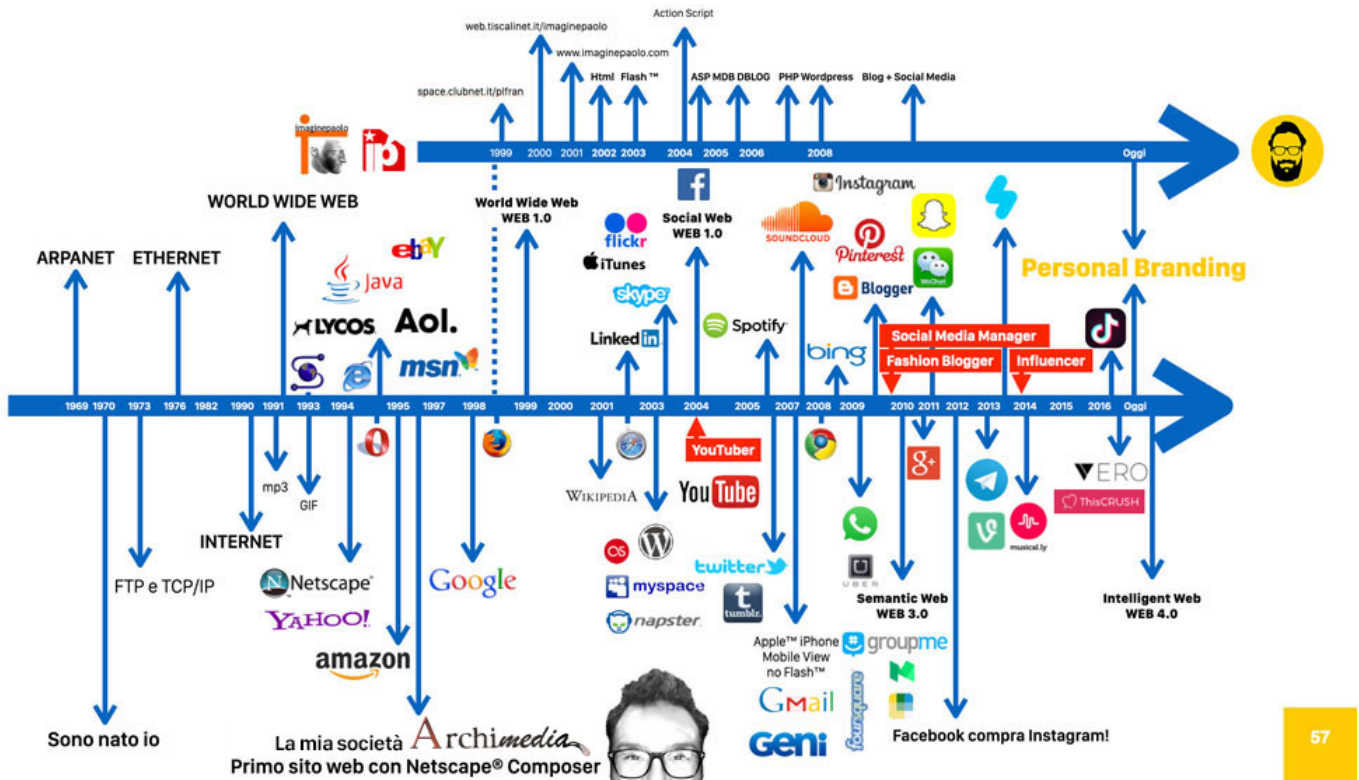 Action Script
web.tiscalinet.it/imaginepaolo
www.imaginepaolo.com
space.clubnet.it/plfran
Html Flash ™ ASP MDB DBLOG PHP Wordpress Blog + Social Media
imaginepaolo
1999 2000 2001 2002 2003 2004 2005 2006 2008 Oggi
WORLD WIDE WEB
World Wide Web
WEB 1.0
Social Web
WEB 1.0
Instagram
flickr
SOUNDCLOUD
Pinterest
WeChat
ARPANET
ETHERNET
ebay
Java
iTunes
Personal Branding
skype
Blogger
LYCOS
Aol.
Linked in
Spotify
bing
Social Media Manager
msn
Fashion Blogger
Influencer
1969 1970 1973 1976 1982 1990 1991 1993 1994 1995 1997 1998 1999 2000 2001 2003 2004 2005 2007 2008 2009 2010 2011 2012 2013 2014 2015 2016 Oggi
YouTuber
g+
mp3
GIF
WIKIPEDIA
YouTube
VERO
ThisCRUSH
INTERNET
musical.ly
FTP e TCP/IP
Netscape
Google
twitter
myspace
tumblr.
UBER
YAHOO!
napster
Semantic Web
WEB 3.0
Intelligent Web
WEB 4.0
amazon
Apple™ iPhone
Mobile View
no Flash™
groupme
Gmail
foursquare
Geni
Sono nato io
La mia società Archimedia
Primo sito web con Netscape® Composer
Facebook compra Instagram!
57